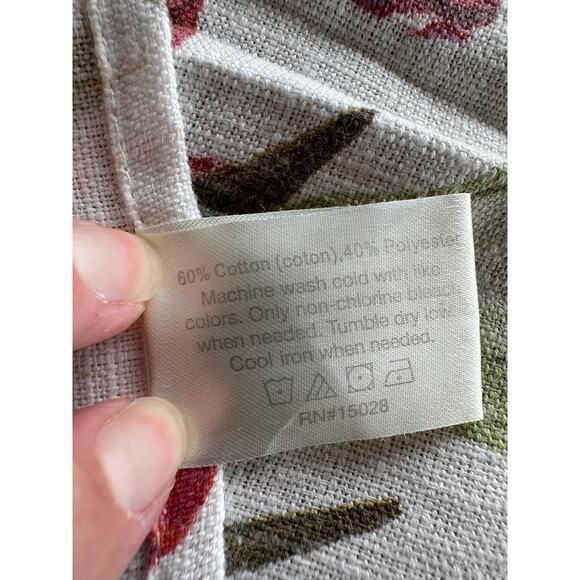 60% Cotton (coton),40% Polyester
Machine wash cold with like
colors. Only non-chlorine bleach
when needed. Tumble dry low.
Cool iron when needed.
RN#15028